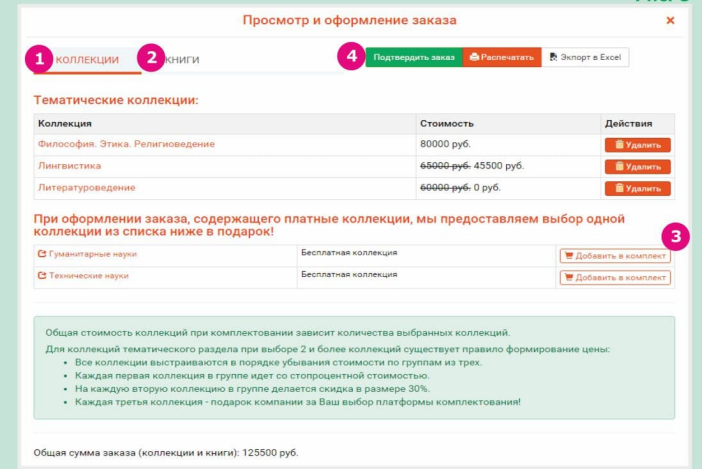 Просмотр и оформление заказа ×
1 КОЛЛЕКЦИИ 2 КНИГИ 4 Подтвердить заказ Распечатать Экспорт в Excel
Тематические коллекции:
Коллекция Стоимость Действия
Философия. Этика. Религиоведение 80000 руб. Удалить
Лингвистика 65000 руб. 45500 руб. Удалить
Литературоведение 60000 руб. 0 руб. Удалить
При оформлении заказа, содержащего платные коллекции, мы предоставляем выбор одной
коллекции из списка ниже в подарок!
3
Гуманитарные науки Бесплатная коллекция Добавить в комплект
Технические науки Бесплатная коллекция Добавить в комплект
Общая стоимость коллекций при комплектовании зависит количества выбранных коллекций.
Для коллекций тематического раздела при выборе 2 и более коллекций существует правило формирование цены:
• Все коллекции выстраиваются в порядке убывания стоимости по группам из трех.
• Каждая первая коллекция в группе идет со стопроцентной стоимостью.
• На каждую вторую коллекцию в группе делается скидка в размере 30%.
• Каждая третья коллекция - подарок компании за Ваш выбор платформы комплектования!
Общая сумма заказа (коллекции и книги): 125500 руб.